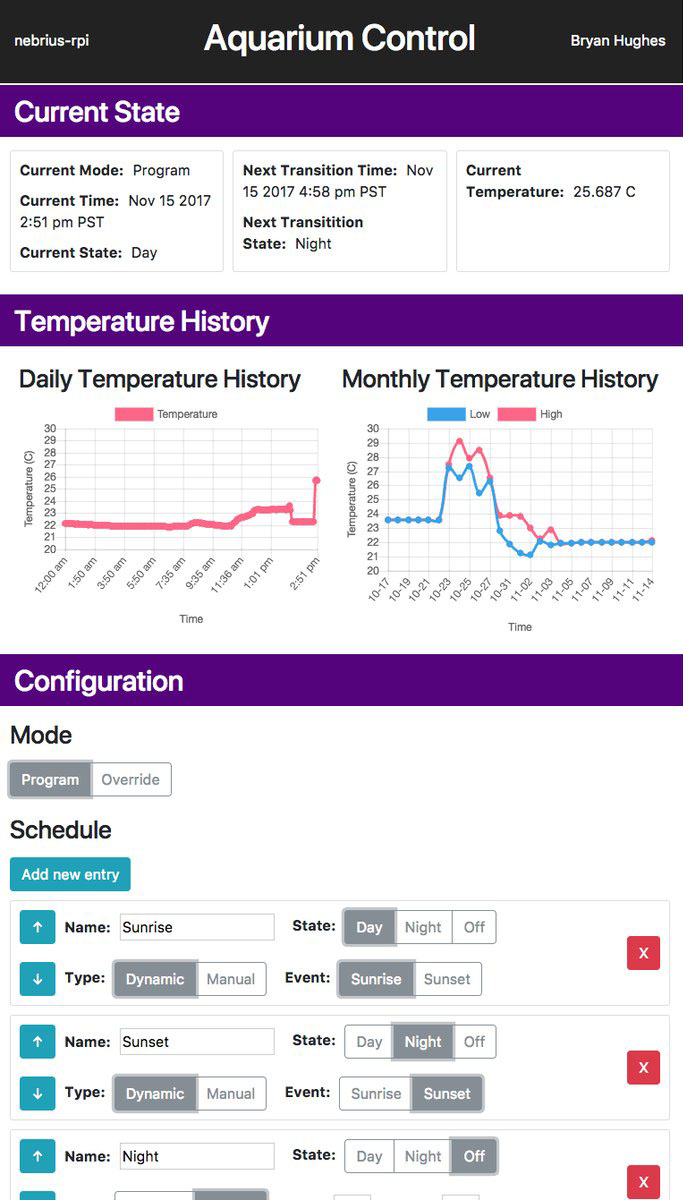 nebrius-rpi
Aquarium Control
Bryan Hughes
Current State
Current Mode: Program
Current Time: Nov 15 2017
2:51 pm PST
Current State: Day
Next Transition Time: Nov
15 2017 4:58 pm PST
Next Transitition
State: Night
Current
Temperature: 25.687 C
Temperature History
Daily Temperature History
Temperature
Temperature (C)
30
29
28
27
26
25
24
23
22
21
20
12:00 am
1:50 am
3:50 am
5:50 am
7:35 am
9:35 am
11:36 am
1:01 pm
2:51 pm
Time
Monthly Temperature History
Low
High
Temperature (C)
30
29
28
27
26
25
24
23
22
21
20
10-17
10-19
10-21
10-23
10-25
10-27
10-31
11-02
11-03
11-05
11-07
11-09
11-11
11-14
Time
Configuration
Mode
Program Override
Schedule
Add new entry
↑ Name: Sunrise State: Day Night Off
X
↓ Type: Dynamic Manual Event: Sunrise Sunset
↑ Name: Sunset State: Day Night Off
X
↓ Type: Dynamic Manual Event: Sunrise Sunset
↑ Name: Night State: Day Night Off
X